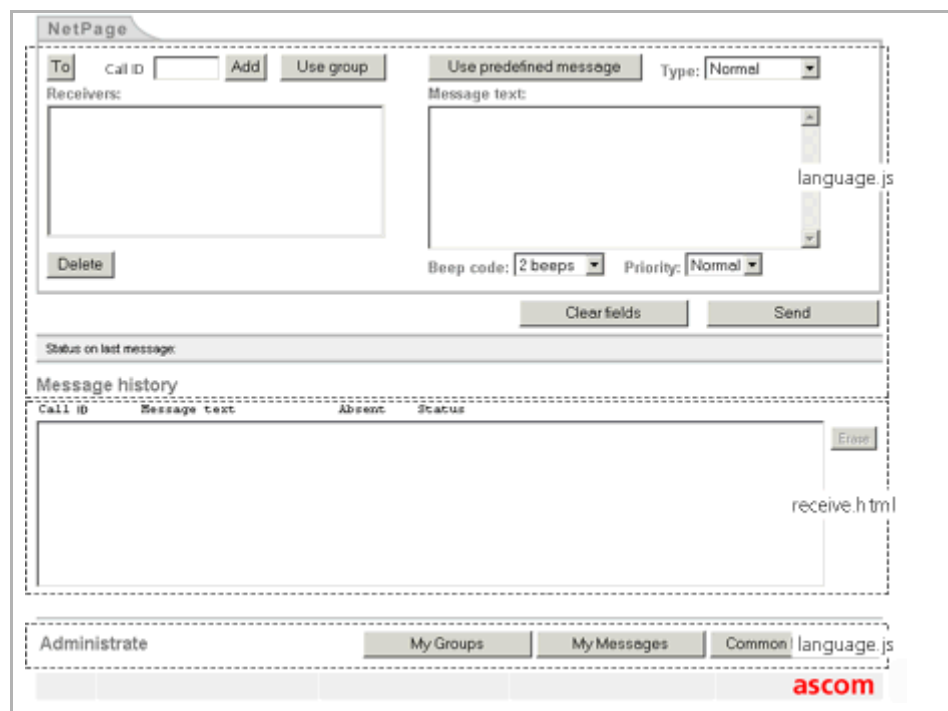 NetPage
To Call ID Add Use group Use predefined message Type: Normal
Receivers: Message text:
language.js
Delete Beep code: 2 beeps Priority: Normal
Clear fields Send
Status on last message:
Message history
Call ID Message text Absent Status
Erase
receive.html
Administrate My Groups My Messages Common language.js
ascom